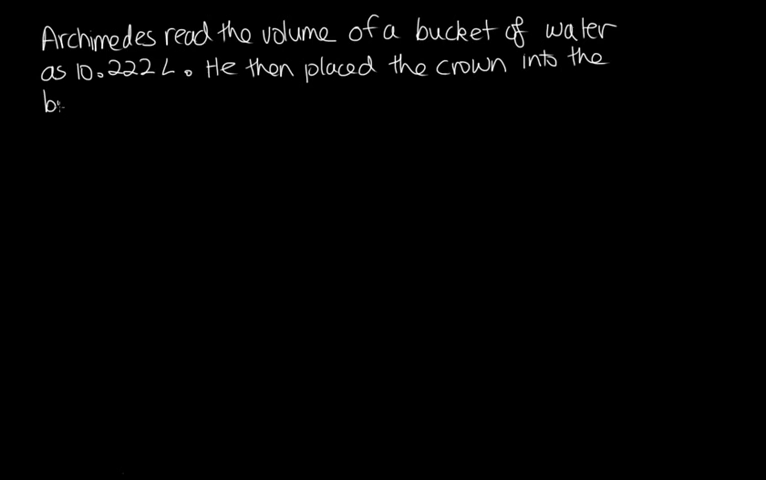 Archimedes read the volume of a bucket of water
as 10.222 L. He then placed the crown into the
b